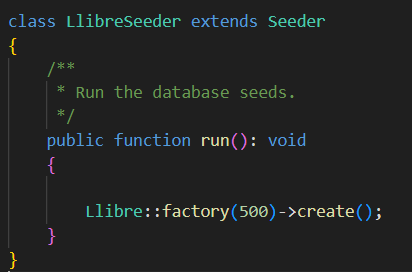 class LlibreSeeder extends Seeder
{
    /**
     * Run the database seeds.
     */
    public function run(): void
    {
        Llibre::factory(500)->create();
    }
}